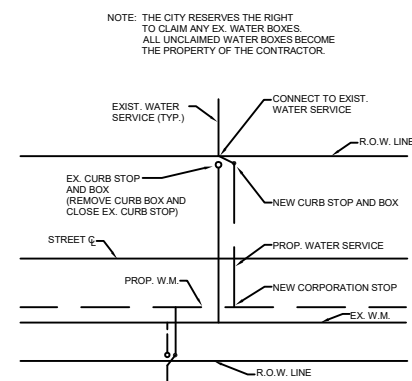 NOTE: THE CITY RESERVES THE RIGHT
TO CLAIM ANY EX. WATER BOXES.
ALL UNCLAIMED WATER BOXES BECOME
THE PROPERTY OF THE CONTRACTOR.
EXIST. WATER
SERVICE (TYP.)
CONNECT TO EXIST.
WATER SERVICE
R.O.W. LINE
EX. CURB STOP
AND BOX
(REMOVE CURB BOX AND
CLOSE EX. CURB STOP)
NEW CURB STOP AND BOX
STREET ℄
PROP. WATER SERVICE
PROP. W.M.
NEW CORPORATION STOP
EX. W.M.
R.O.W. LINE